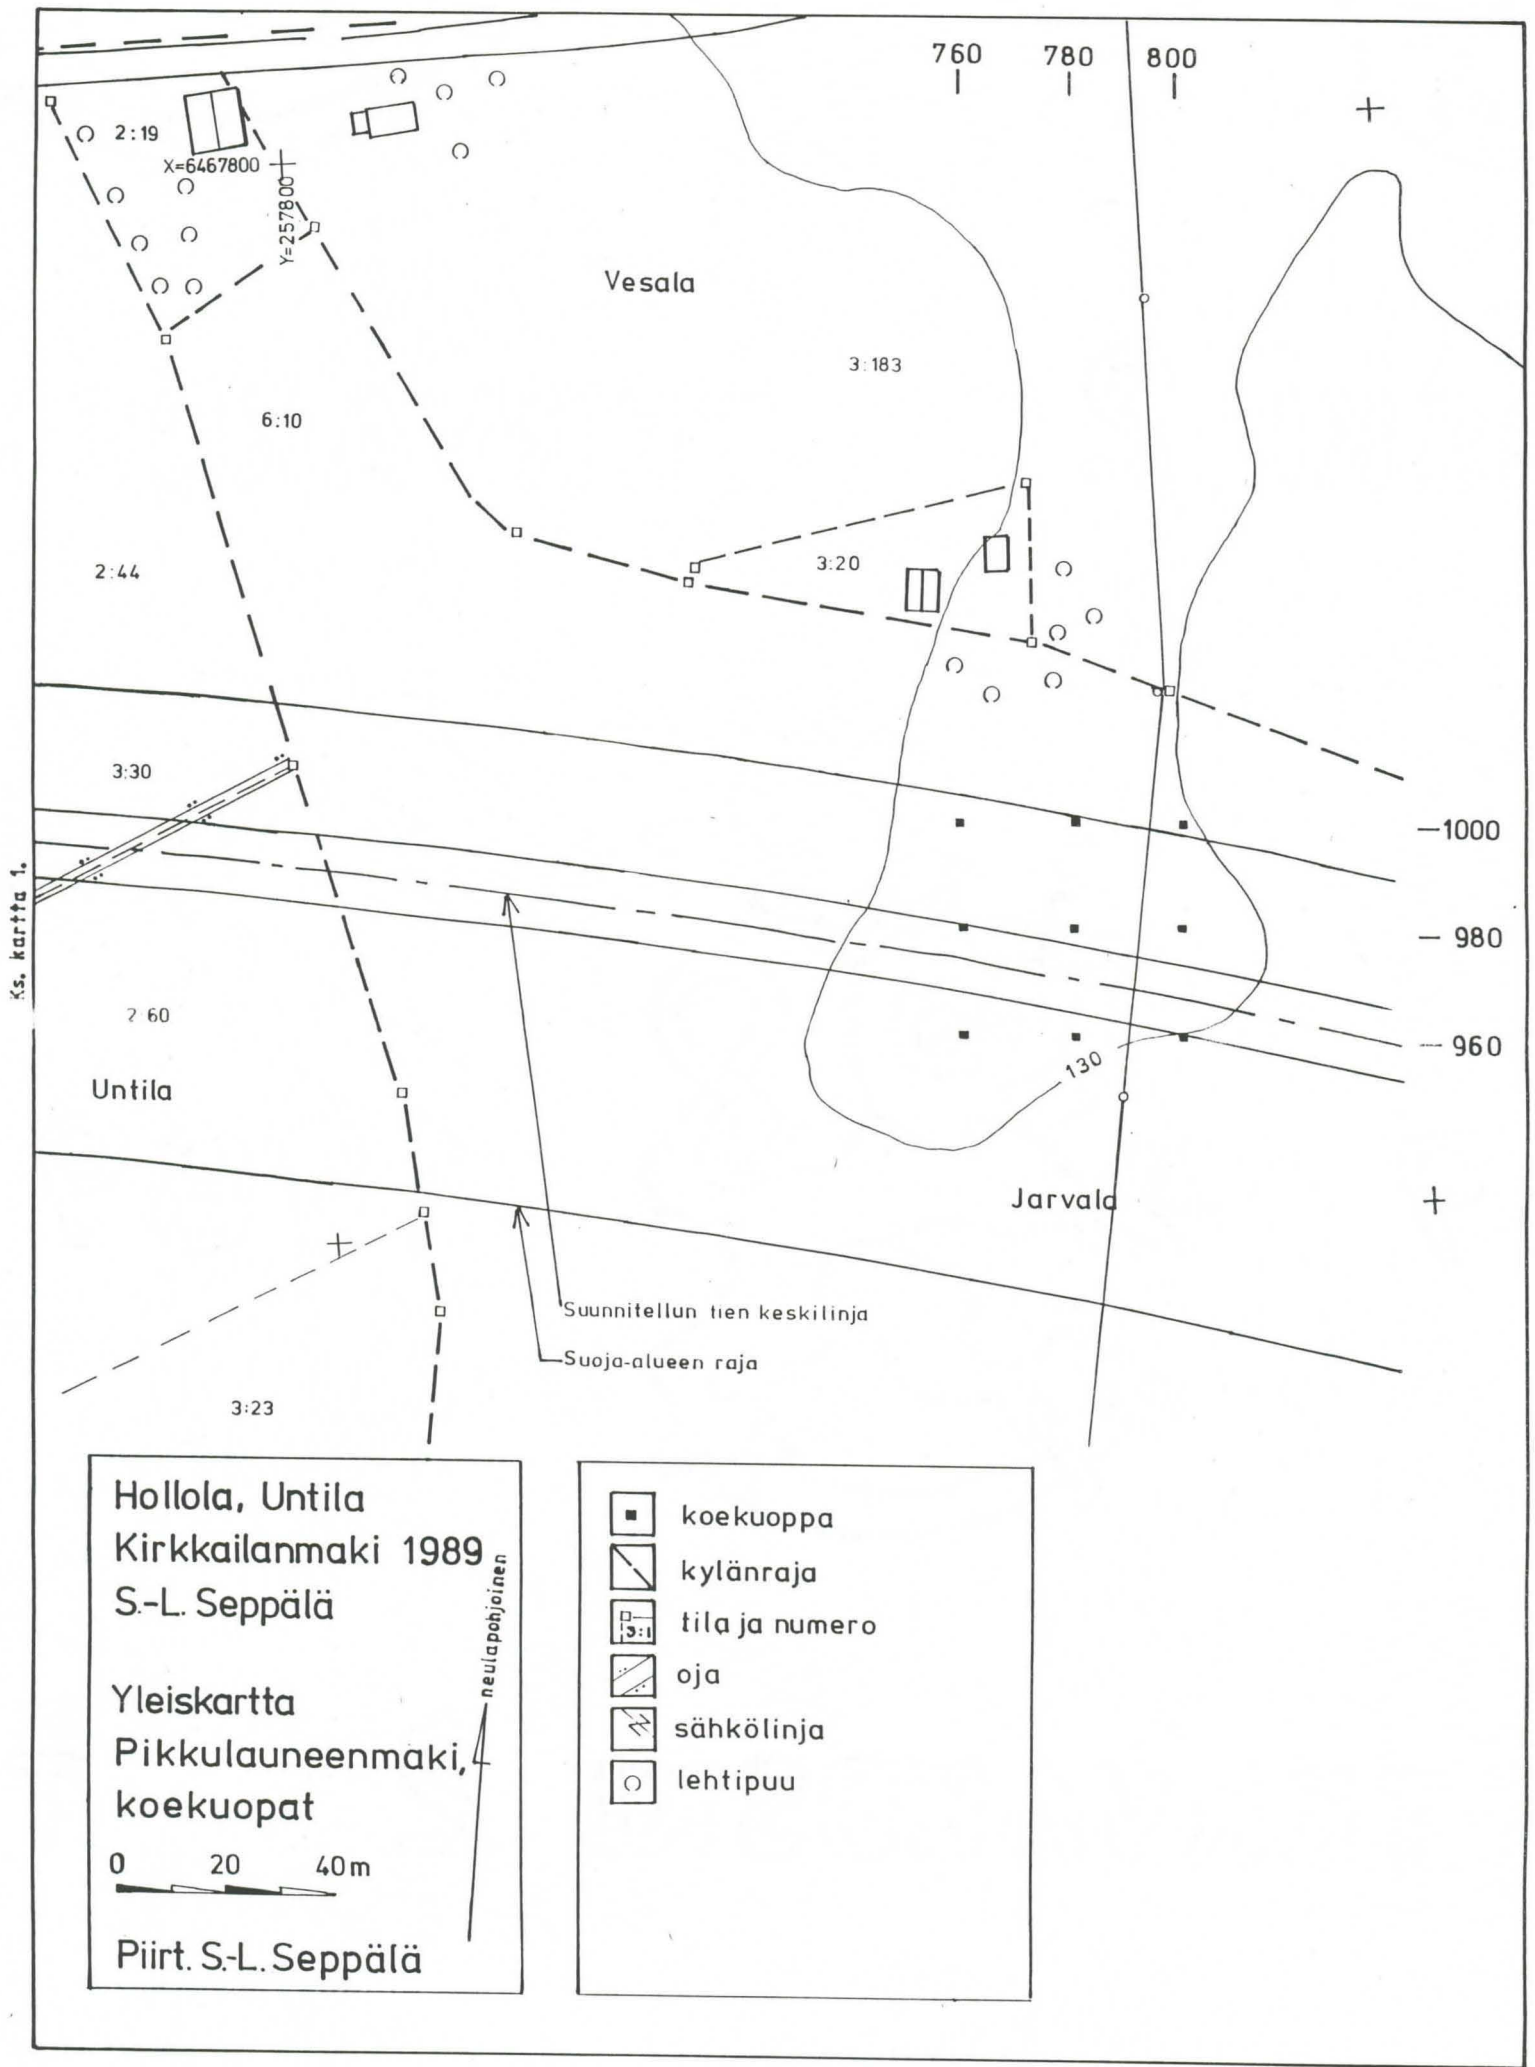 760 780 800
2:19
X=6467800
Y=257800
Vesala
3:183
6:10
2:44
3:20
3:30
1000
980
960
Ks. kartta 1.
2 60
Untila
130
Jarvala
Suunnitellun tien keskilinja
Suoja-alueen raja
3:23
Hollola, Untila
Kirkkailanmaki 1989
S.-L. Seppälä
neulapohjoinen
Yleiskartta
Pikkulauneenmaki,
koekuopat
0 20 40m
Piirt. S.-L. Seppälä
koekuoppa
kylänraja
3:1
tila ja numero
oja
sähkölinja
lehtipuu